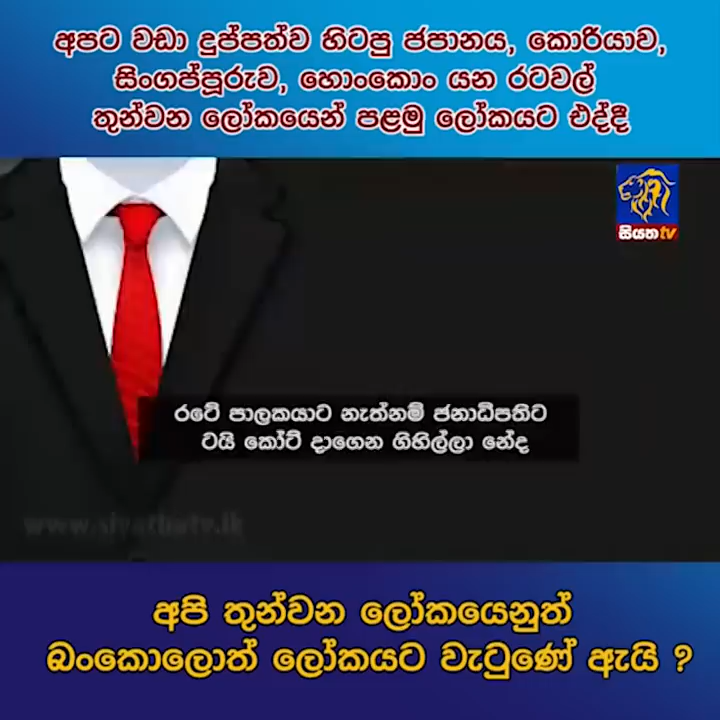 අපට වඩා දුප්පත්ව හිටපු ජපානය, කොරියාව,
සිංගප්පූරුව, හොංකොං යන රටවල්
තුන්වන ලෝකයෙන් පළමු ලෝකයට එද්දී
සියත tv
රටේ පාලකයාට නැත්නම් ජනාධිපතිට
ටයි කෝට් දාගෙන ගිහිල්ලා නේද
www.siyathatv.lk
අපි තුන්වන ලෝකයෙනුත්
බංකොලොත් ලෝකයට වැටුණේ ඇයි ?